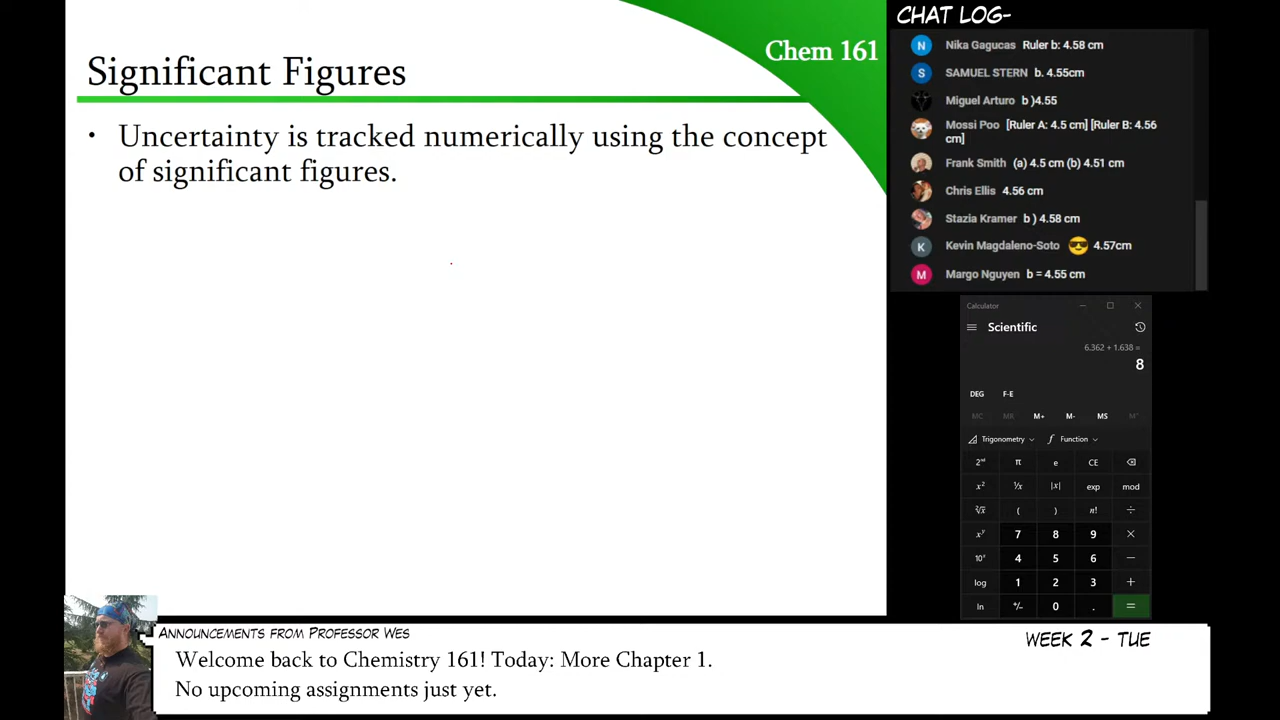 Significant Figures
Chem 161
• Uncertainty is tracked numerically using the concept
of significant figures.
CHAT LOG-
N Nika Gagucas Ruler b: 4.58 cm
S SAMUEL STERN b. 4.55cm
Miguel Arturo b )4.55
Mossi Poo [Ruler A: 4.5 cm] [Ruler B: 4.56
cm]
Frank Smith (a) 4.5 cm (b) 4.51 cm
Chris Ellis 4.56 cm
Stazia Kramer b ) 4.58 cm
K Kevin Magdaleno-Soto 😎 4.57cm
M Margo Nguyen b = 4.55 cm
Calculator
Scientific
6.362 + 1.638 =
8
DEG F-E
MC MR M+ M- MS M˅
Trigonometry Function
2ⁿᵈ π e CE
x² ¹/x |x| exp mod
²√x ( ) n! ÷
xʸ 7 8 9 ×
10ˣ 4 5 6 −
log 1 2 3 +
ln +/− 0 . =
ANNOUNCEMENTS FROM PROFESSOR WES
WEEK 2 - TUE
Welcome back to Chemistry 161! Today: More Chapter 1.
No upcoming assignments just yet.